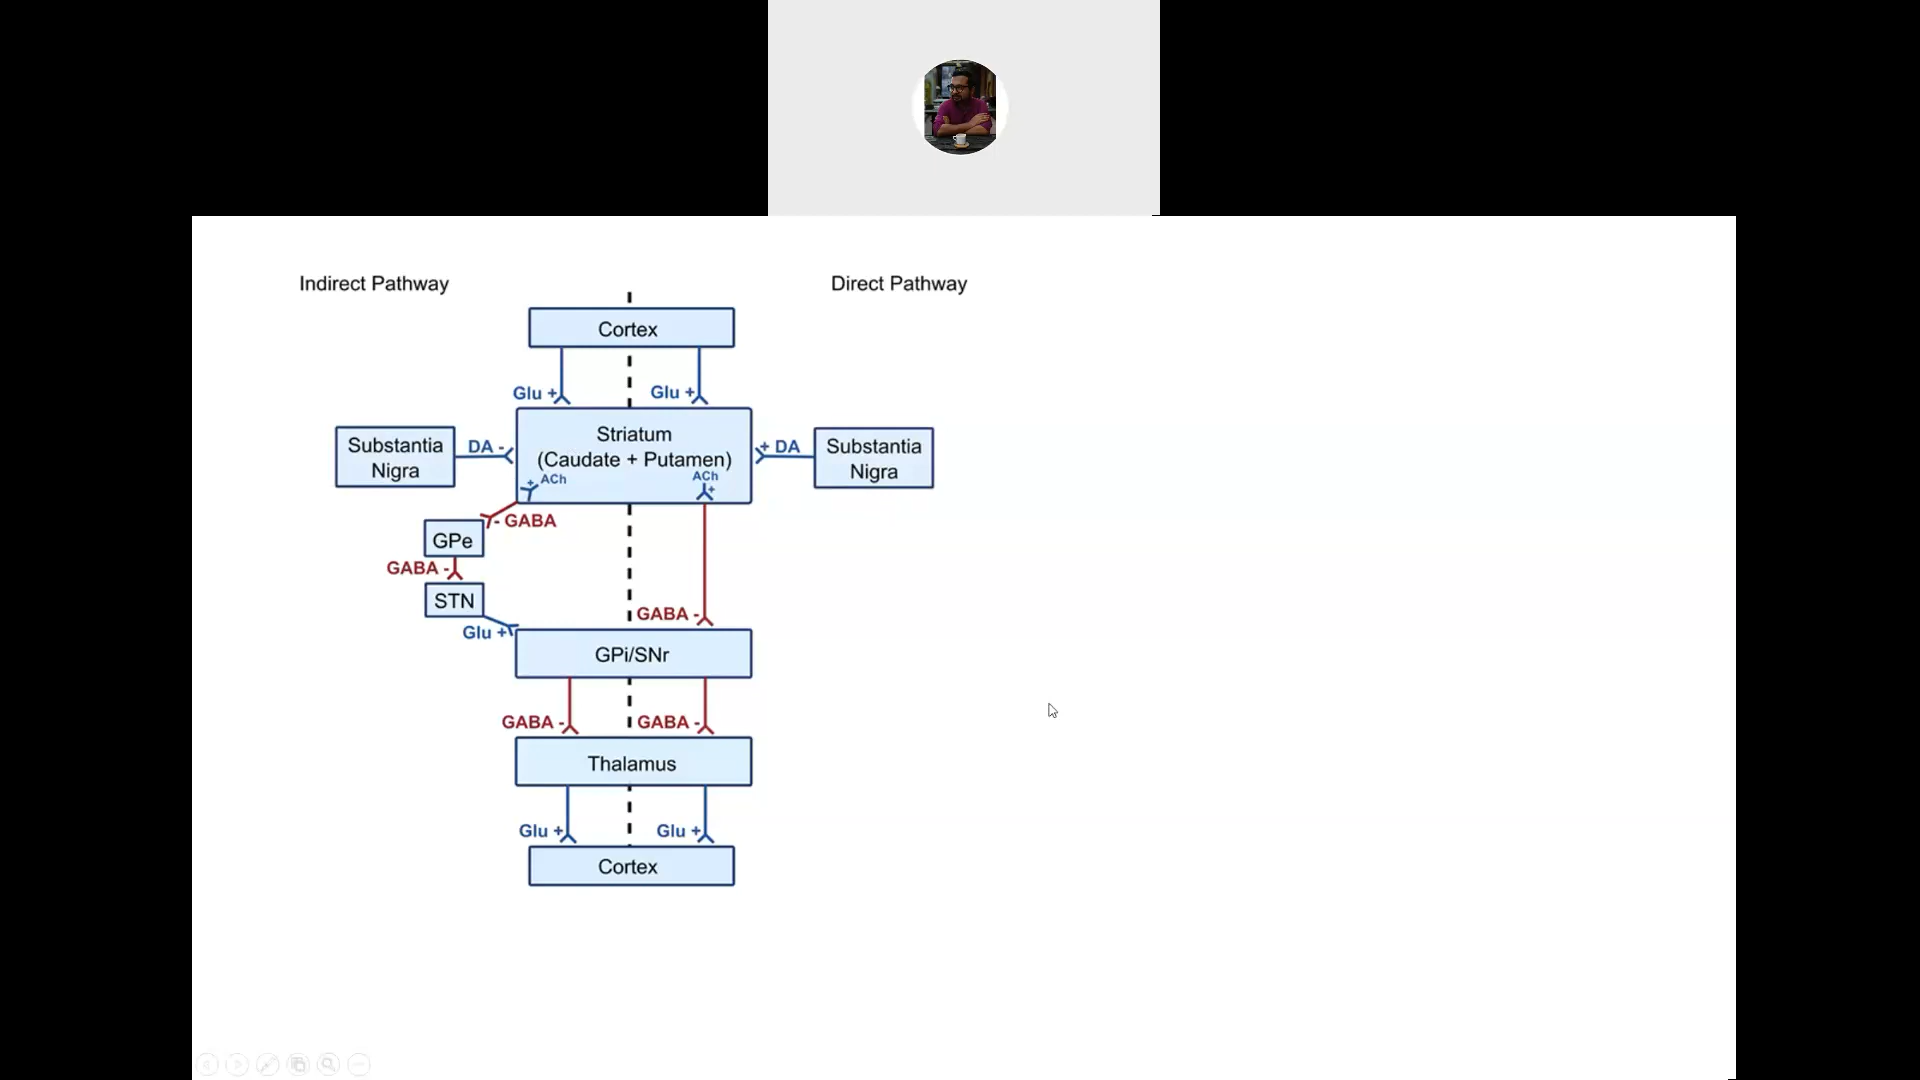 Indirect Pathway
Direct Pathway
Cortex
Glu +
Glu +
Substantia
Nigra
DA -
Striatum
(Caudate + Putamen)
+ ACh
ACh
+
+ DA
Substantia
Nigra
- GABA
GPe
GABA -
STN
Glu +
GABA -
GPi/SNr
GABA -
GABA -
Thalamus
Glu +
Glu +
Cortex